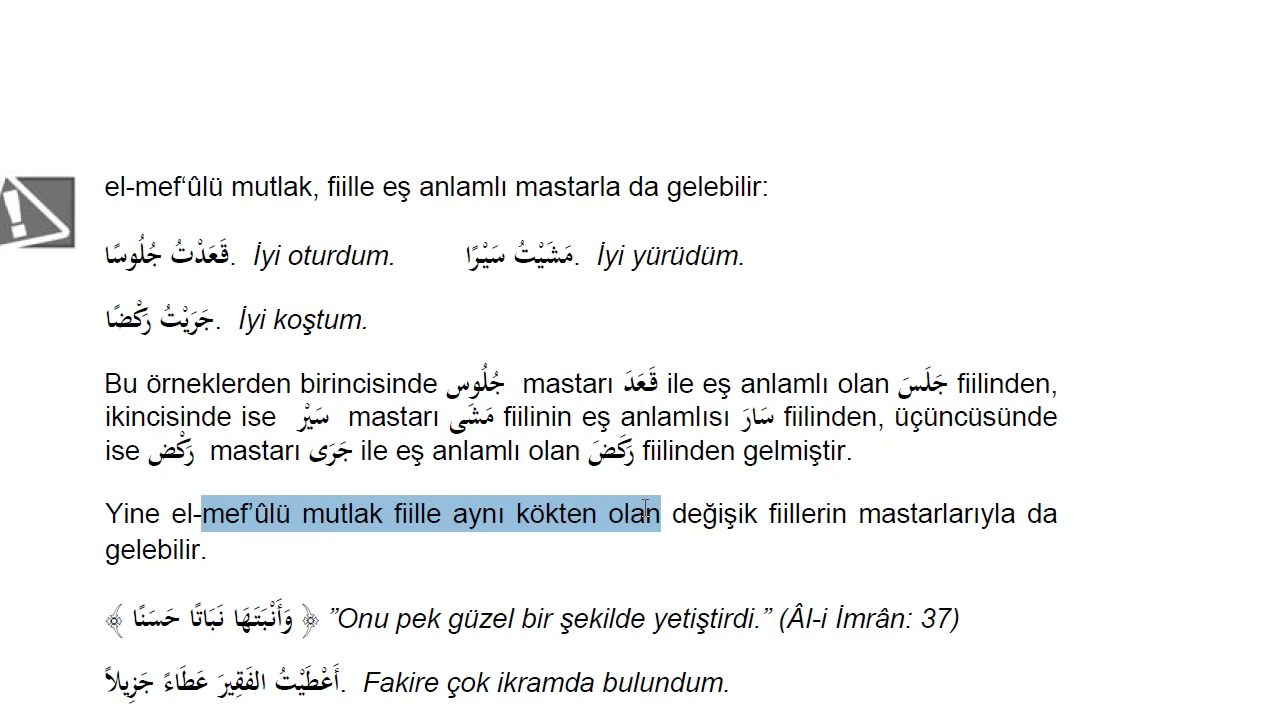 el-mef‘ûlü mutlak, fiille eş anlamlı mastarla da gelebilir:
قَعَدْتُ جُلُوسًا. İyi oturdum. مَشَيْتُ سَيْرًا. İyi yürüdüm.
جَرَيْتُ رَكْضًا. İyi koştum.
Bu örneklerden birincisinde جُلُوس mastarı قَعَدَ ile eş anlamlı olan جَلَسَ fiilinden,
ikincisinde ise سَيْر mastarı مَشَى fiilinin eş anlamlısı سَارَ fiilinden, üçüncüsünde
ise رَكْض mastarı جَرَى ile eş anlamlı olan رَكَضَ fiilinden gelmiştir.
Yine el-mef’ûlü mutlak fiille aynı kökten olan değişik fiillerin mastarlarıyla da
gelebilir.
﴿ وَأَنْبَتَهَا نَبَاتًا حَسَنًا ﴾ ”Onu pek güzel bir şekilde yetiştirdi.” (Âl-i İmrân: 37)
أَعْطَيْتُ الفَقِيرَ عَطَاءً جَزِيلاً. Fakire çok ikramda bulundum.